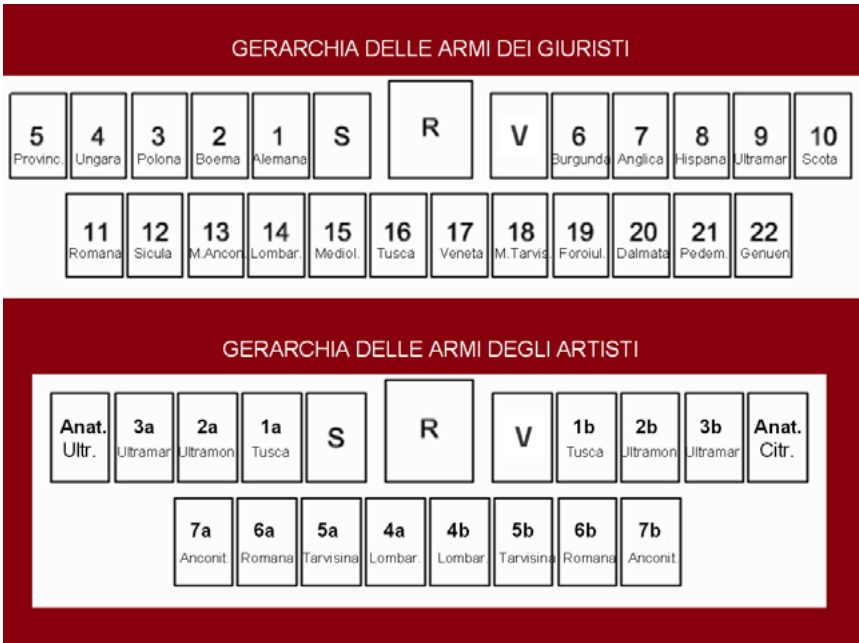 GERARCHIA DELLE ARMI DEI GIURISTI
5 4 3 2 1 S R V 6 7 8 9 10
Provinc. Ungara Polona Boema Alemana Burgunda Anglica Hispana Ultramar Scota
11 12 13 14 15 16 17 18 19 20 21 22
Romana Sicula M.Ancon. Lombar. Mediol. Tusca Veneta M.Tarvis. Foroiul. Dalmata Pedem. Genuen
GERARCHIA DELLE ARMI DEGLI ARTISTI
Anat. 3a 2a 1a S R V 1b 2b 3b Anat.
Ultr. Ultramar Ultramon Tusca Tusca Ultramon Ultramar Citr.
7a 6a 5a 4a 4b 5b 6b 7b
Anconit. Romana Tarvisina Lombar. Lombar. Tarvisina Romana Anconit.